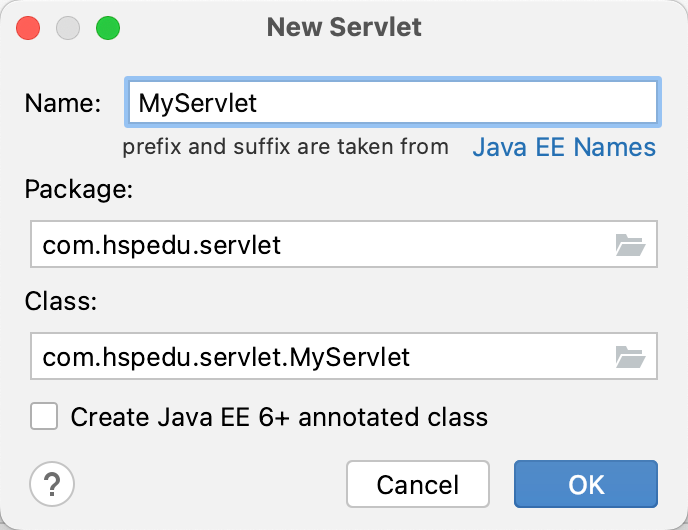 New Servlet
Name: MyServlet
prefix and suffix are taken from Java EE Names
Package:
com.hspedu.servlet
Class:
com.hspedu.servlet.MyServlet
Create Java EE 6+ annotated class
? Cancel OK